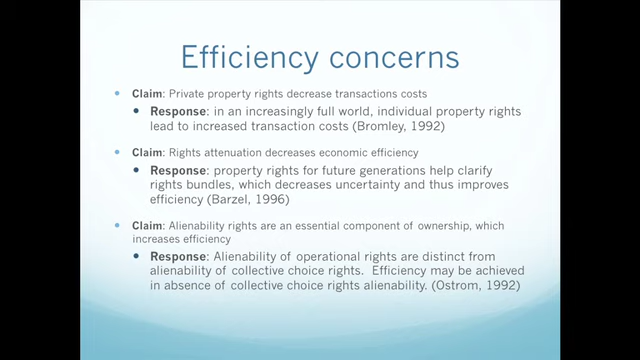 Efficiency concerns
Claim: Private property rights decrease transactions costs
Response: in an increasingly full world, individual property rights
lead to increased transaction costs (Bromley, 1992)
Claim: Rights attenuation decreases economic efficiency
Response: property rights for future generations help clarify
rights bundles, which decreases uncertainty and thus improves
efficiency (Barzel, 1996)
Claim: Alienability rights are an essential component of ownership, which
increases efficiency
Response: Alienability of operational rights are distinct from
alienability of collective choice rights. Efficiency may be achieved
in absence of collective choice rights alienability. (Ostrom, 1992)